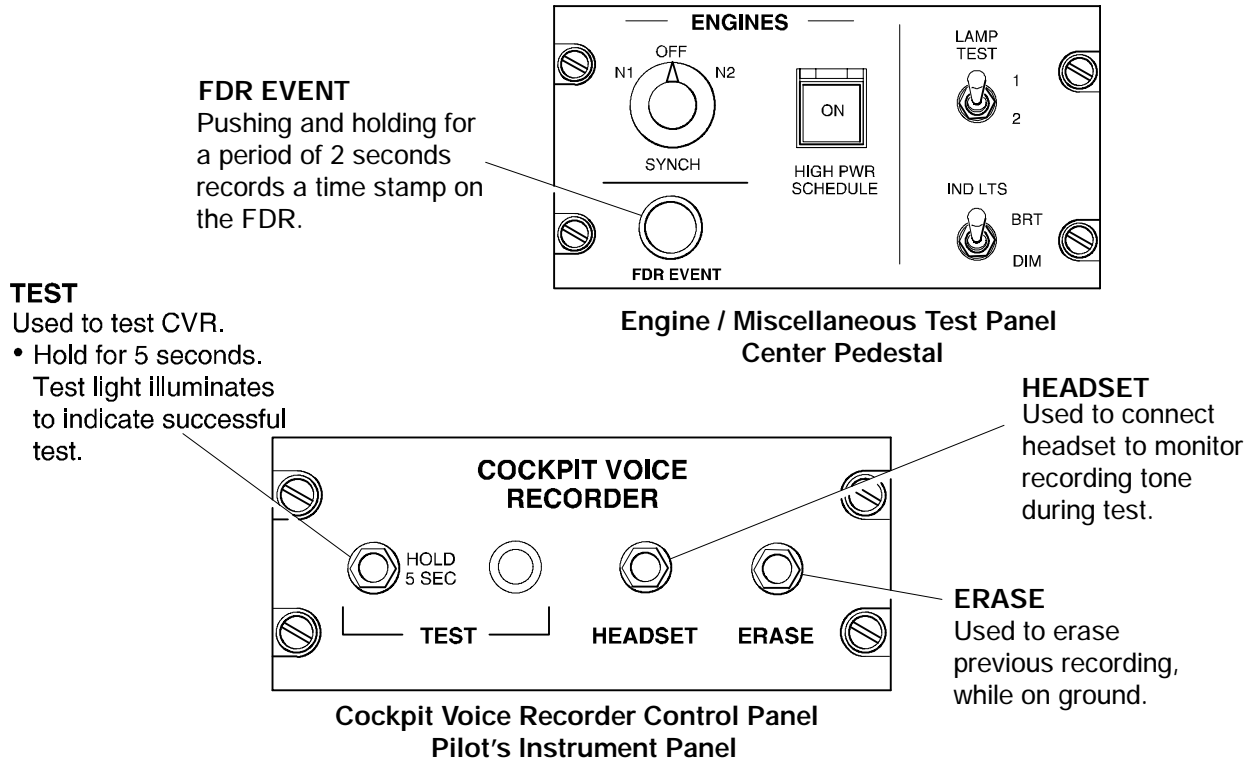 ENGINES
OFF
N1
N2
SYNCH
ON
HIGH PWR
SCHEDULE
LAMP
TEST
1
2
IND LTS
BRT
DIM
FDR EVENT
FDR EVENT
Pushing and holding for
a period of 2 seconds
records a time stamp on
the FDR.
Engine / Miscellaneous Test Panel
Center Pedestal
TEST
Used to test CVR.
• Hold for 5 seconds.
Test light illuminates
to indicate successful
test.
HEADSET
Used to connect
headset to monitor
recording tone
during test.
COCKPIT VOICE
RECORDER
HOLD
5 SEC
TEST
HEADSET
ERASE
ERASE
Used to erase
previous recording,
while on ground.
Cockpit Voice Recorder Control Panel
Pilot's Instrument Panel